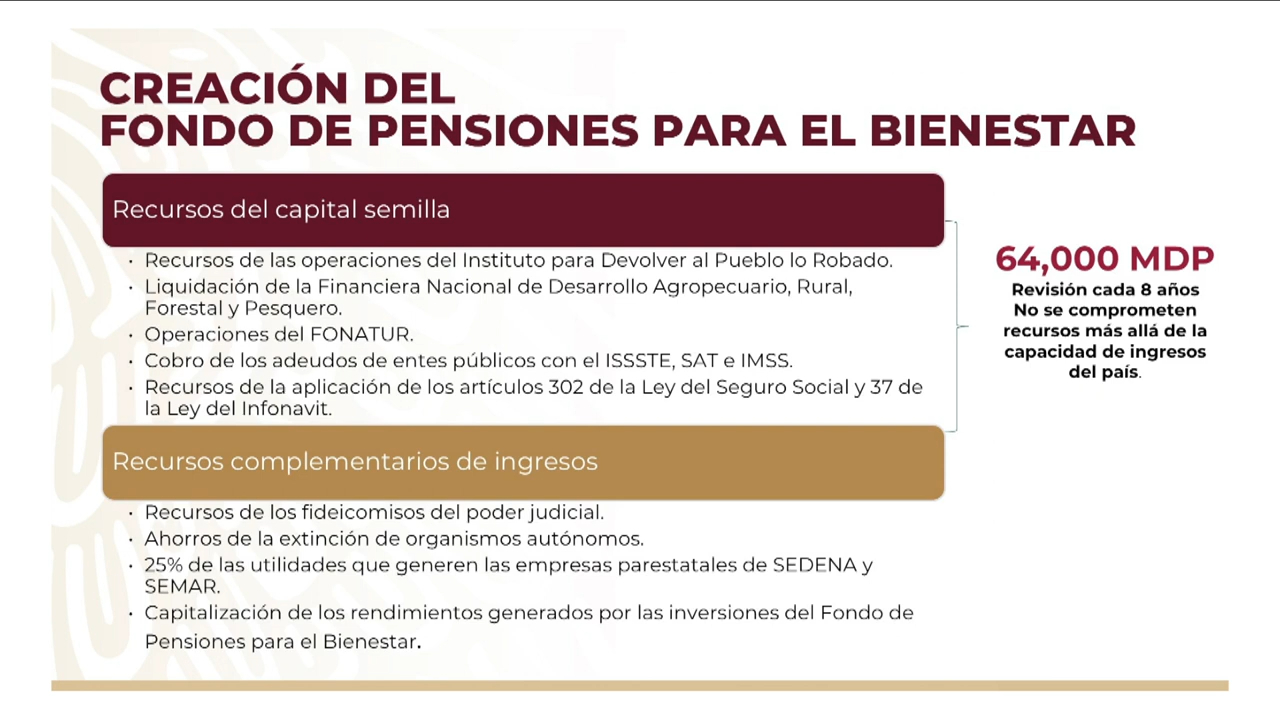 CREACIÓN DEL
FONDO DE PENSIONES PARA EL BIENESTAR
Recursos del capital semilla
• Recursos de las operaciones del Instituto para Devolver al Pueblo lo Robado.
• Liquidación de la Financiera Nacional de Desarrollo Agropecuario, Rural,
Forestal y Pesquero.
• Operaciones del FONATUR.
• Cobro de los adeudos de entes públicos con el ISSSTE, SAT e IMSS.
• Recursos de la aplicación de los artículos 302 de la Ley del Seguro Social y 37 de
la Ley del Infonavit.
64,000 MDP
Revisión cada 8 años
No se comprometen
recursos más allá de la
capacidad de ingresos
del país.
Recursos complementarios de ingresos
• Recursos de los fideicomisos del poder judicial.
• Ahorros de la extinción de organismos autónomos.
• 25% de las utilidades que generen las empresas parestatales de SEDENA y
SEMAR.
• Capitalización de los rendimientos generados por las inversiones del Fondo de
Pensiones para el Bienestar.